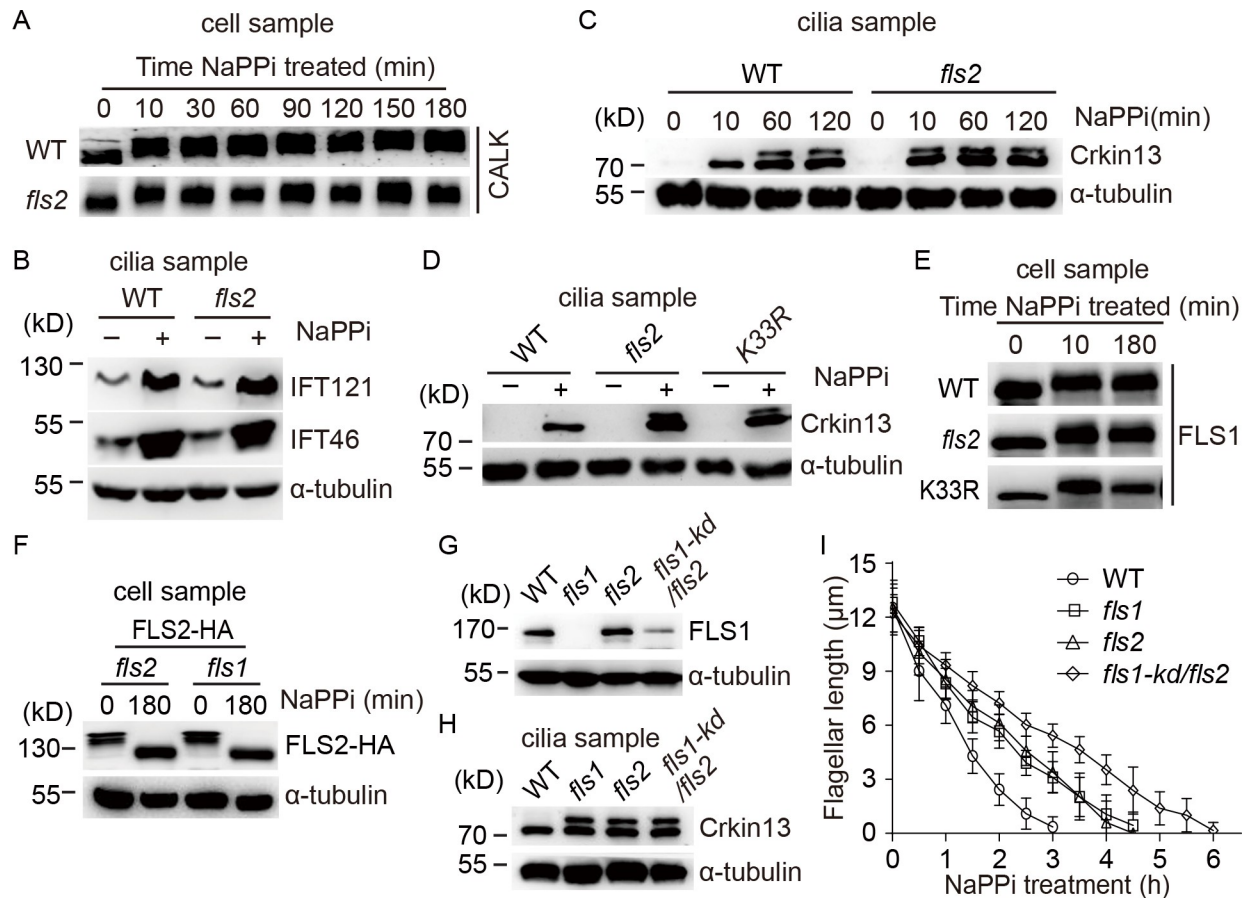 A
cell sample
Time NaPPi treated (min)
0 10 30 60 90 120 150 180
WT
fls2
CALK
B
cilia sample
WT fls2
(kD)
– + – + NaPPi
130
IFT121
55
IFT46
55
α-tubulin
C
cilia sample
WT fls2
(kD) 0 10 60 120 0 10 60 120 NaPPi(min)
70
Crkin13
55
α-tubulin
D
cilia sample
WT fls2 K33R
NaPPi
– + – + – +
(kD)
Crkin13
70
55
α-tubulin
E
cell sample
Time NaPPi treated (min)
0 10 180
WT
fls2
K33R
FLS1
F
cell sample
FLS2-HA
fls2 fls1
0 180 0 180 NaPPi (min)
(kD)
130
FLS2-HA
55
α-tubulin
G
WT fls1 fls2 fls1-kd
/fls2
(kD)
170
FLS1
55
α-tubulin
H
cilia sample
WT fls1 fls2 fls1-kd
/fls2
(kD)
70
Crkin13
55
α-tubulin
I
Flagellar length (μm)
15
12
9
6
3
0
WT
fls1
fls2
fls1-kd/fls2
0 1 2 3 4 5 6
NaPPi treatment (h)